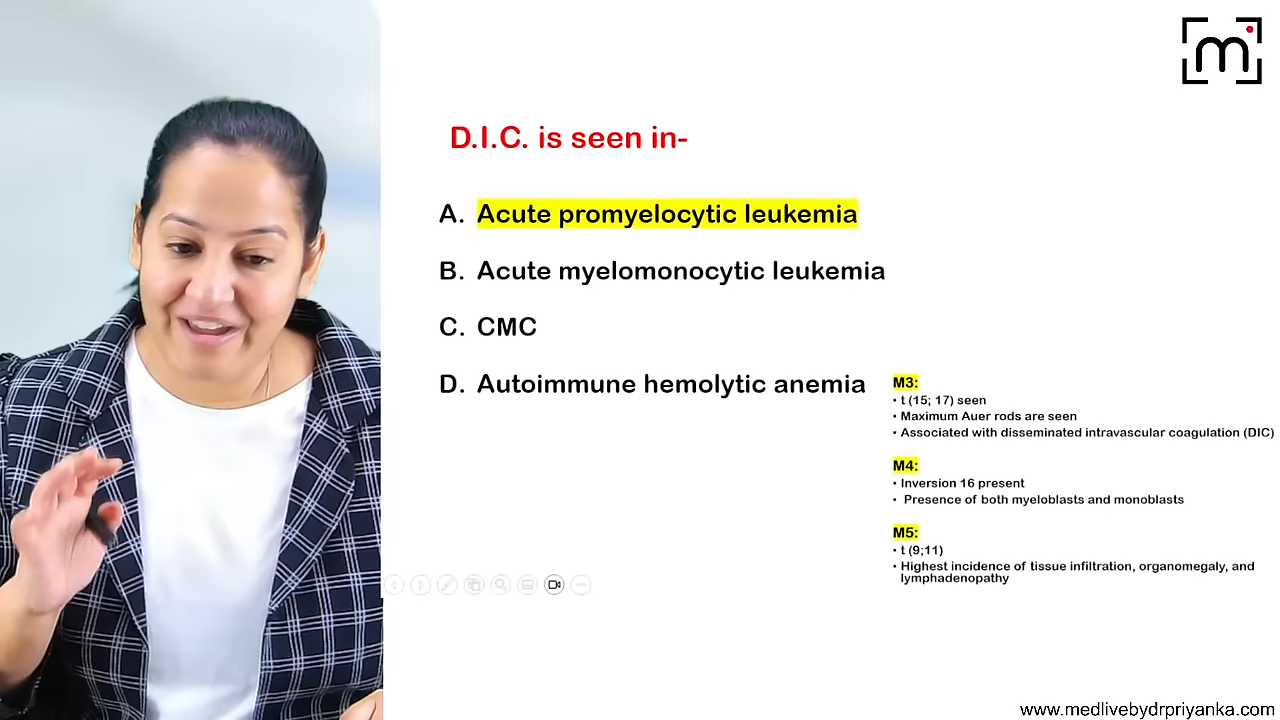 m
D.I.C. is seen in-
A. Acute promyelocytic leukemia
B. Acute myelomonocytic leukemia
C. CMC
D. Autoimmune hemolytic anemia
M3:
• t (15; 17) seen
• Maximum Auer rods are seen
• Associated with disseminated intravascular coagulation (DIC)
M4:
• Inversion 16 present
• Presence of both myeloblasts and monoblasts
M5:
• t (9;11)
• Highest incidence of tissue infiltration, organomegaly, and
lymphadenopathy
www.medlivebydrpriyanka.com